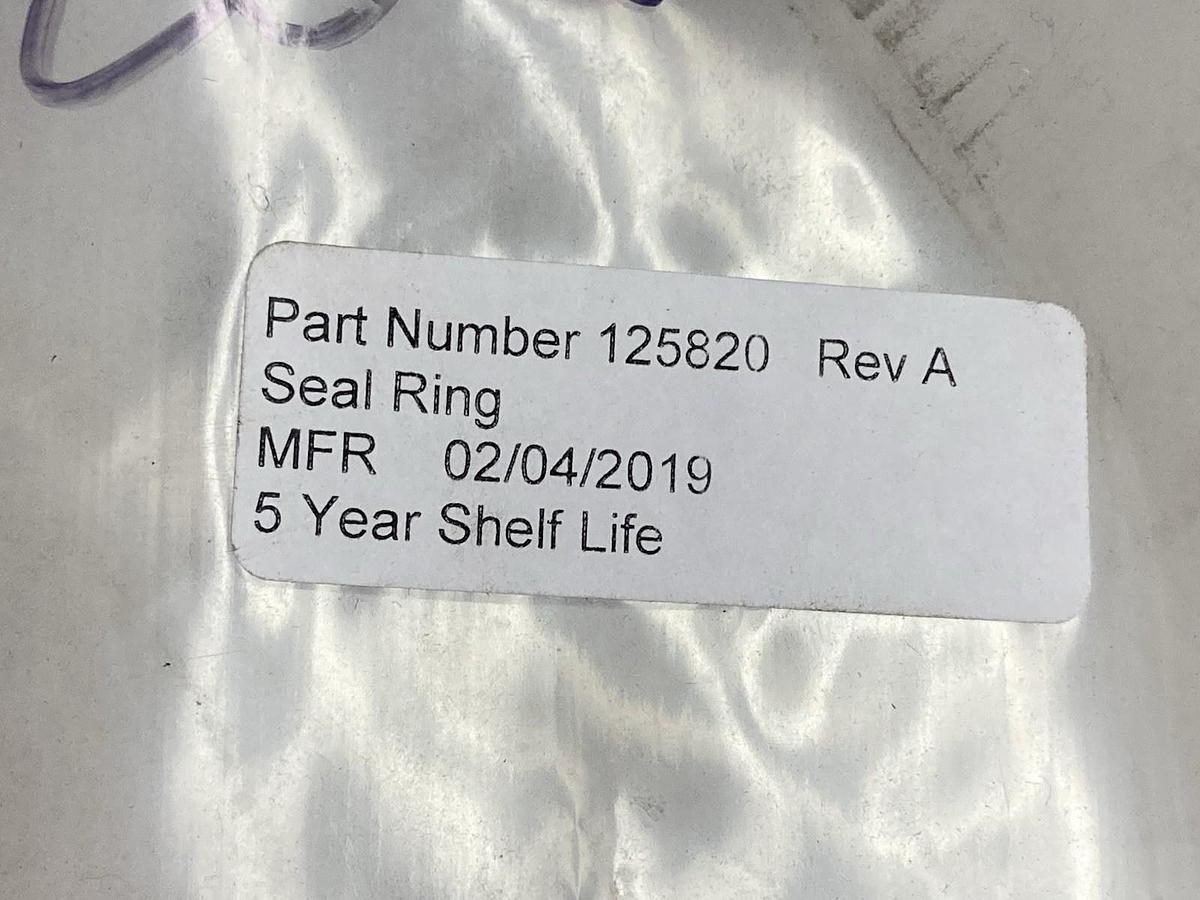 Part Number 125820 Rev A
Seal Ring
MFR 02/04/2019
5 Year Shelf Life